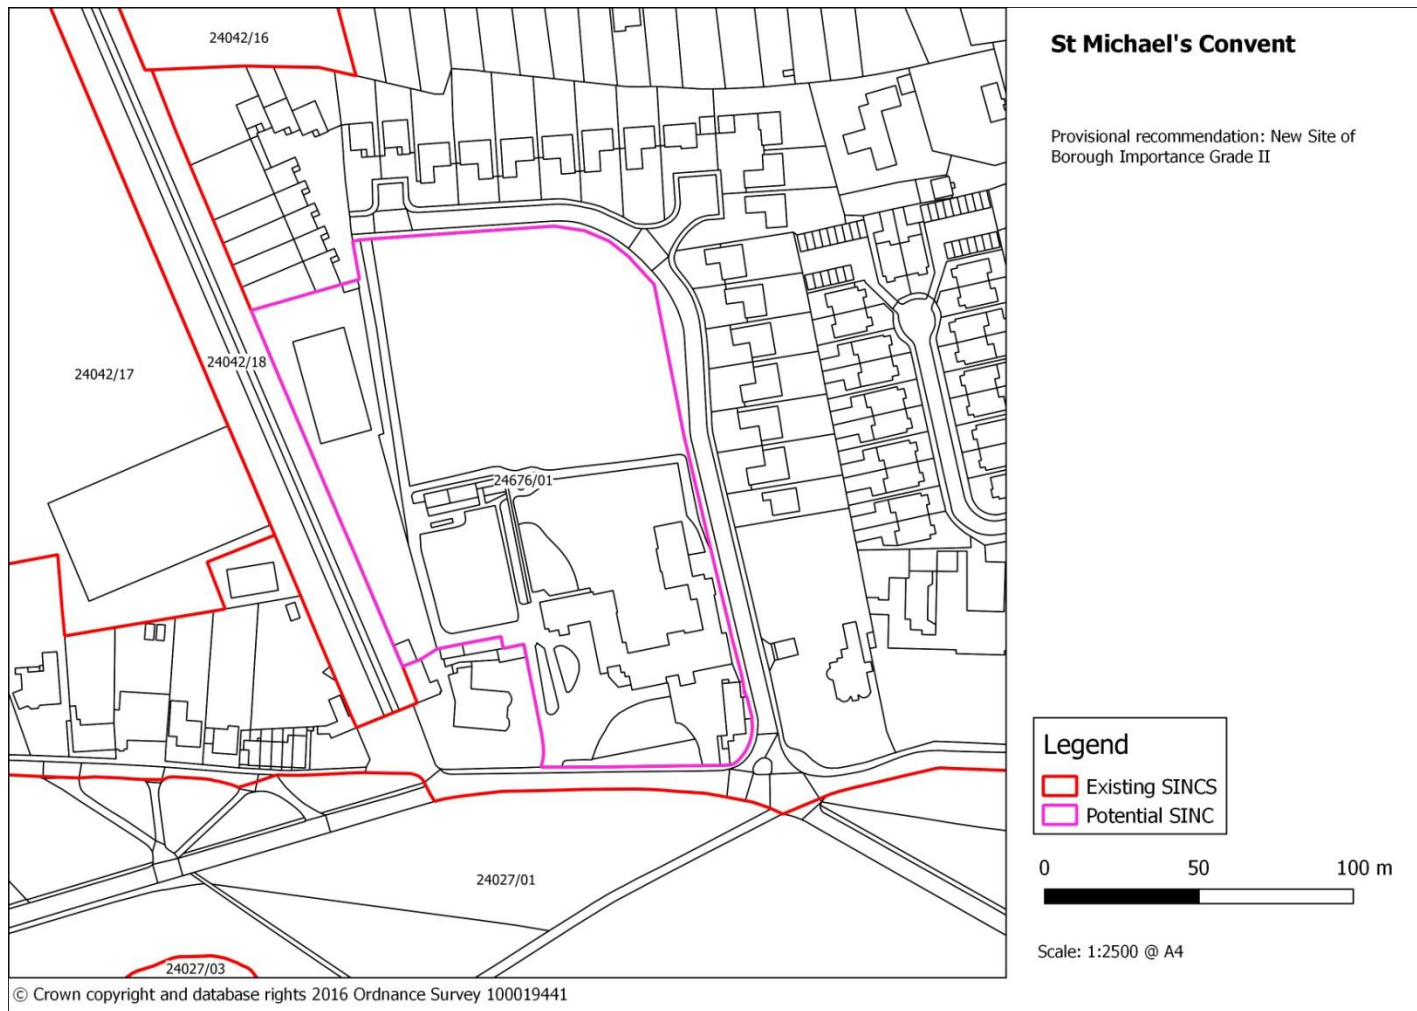 24042/16
St Michael's Convent
Provisional recommendation: New Site of
Borough Importance Grade II
24042/18
24042/17
24676/01
Legend
Existing SINCS
Potential SINC
0 50 100 m
24027/01
Scale: 1:2500 @ A4
24027/03
© Crown copyright and database rights 2016 Ordnance Survey 100019441